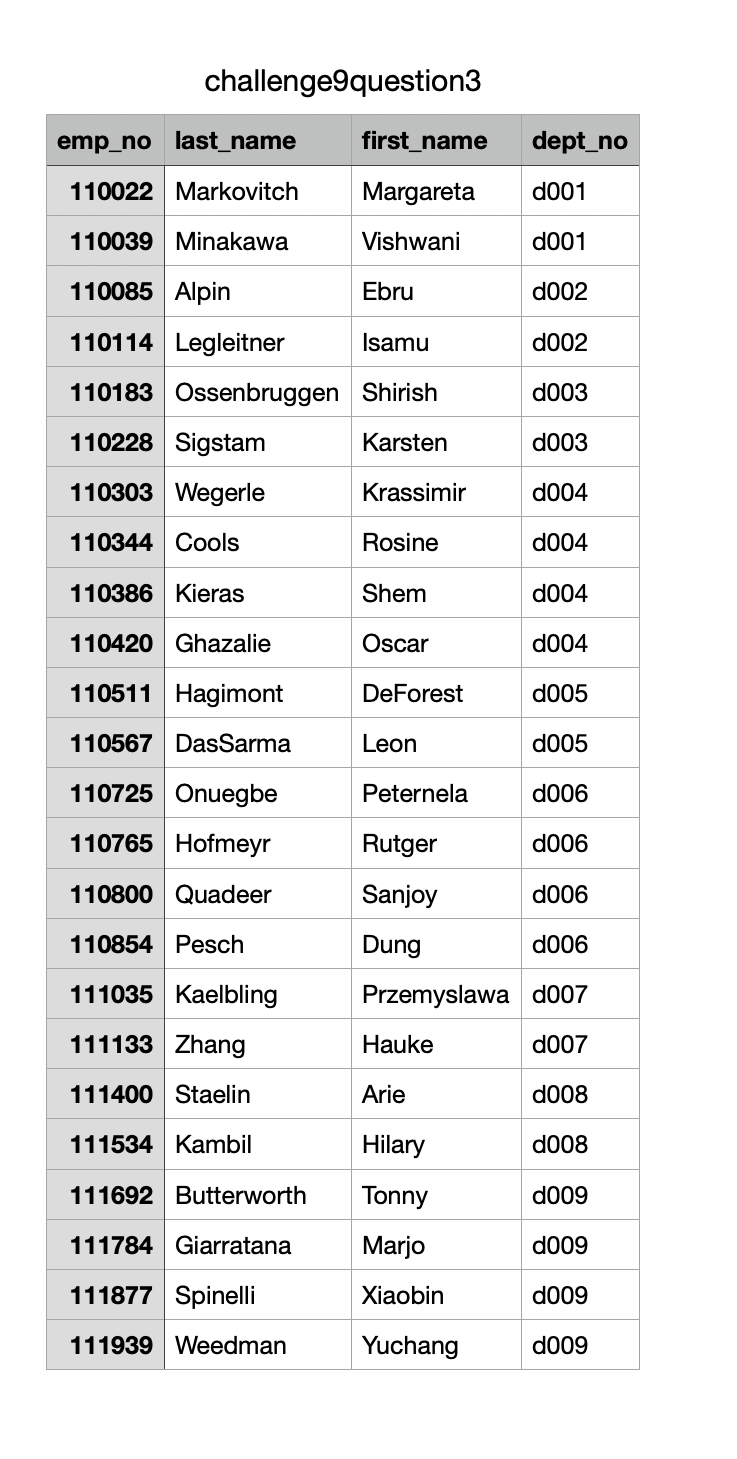 challenge9question3
emp_no last_name first_name dept_no
110022 Markovitch Margareta d001
110039 Minakawa Vishwani d001
110085 Alpin Ebru d002
110114 Legleitner Isamu d002
110183 Ossenbruggen Shirish d003
110228 Sigstam Karsten d003
110303 Wegerle Krassimir d004
110344 Cools Rosine d004
110386 Kieras Shem d004
110420 Ghazalie Oscar d004
110511 Hagimont DeForest d005
110567 DasSarma Leon d005
110725 Onuegbe Peternela d006
110765 Hofmeyr Rutger d006
110800 Quadeer Sanjoy d006
110854 Pesch Dung d006
111035 Kaelbling Przemyslawa d007
111133 Zhang Hauke d007
111400 Staelin Arie d008
111534 Kambil Hilary d008
111692 Butterworth Tonny d009
111784 Giarratana Marjo d009
111877 Spinelli Xiaobin d009
111939 Weedman Yuchang d009